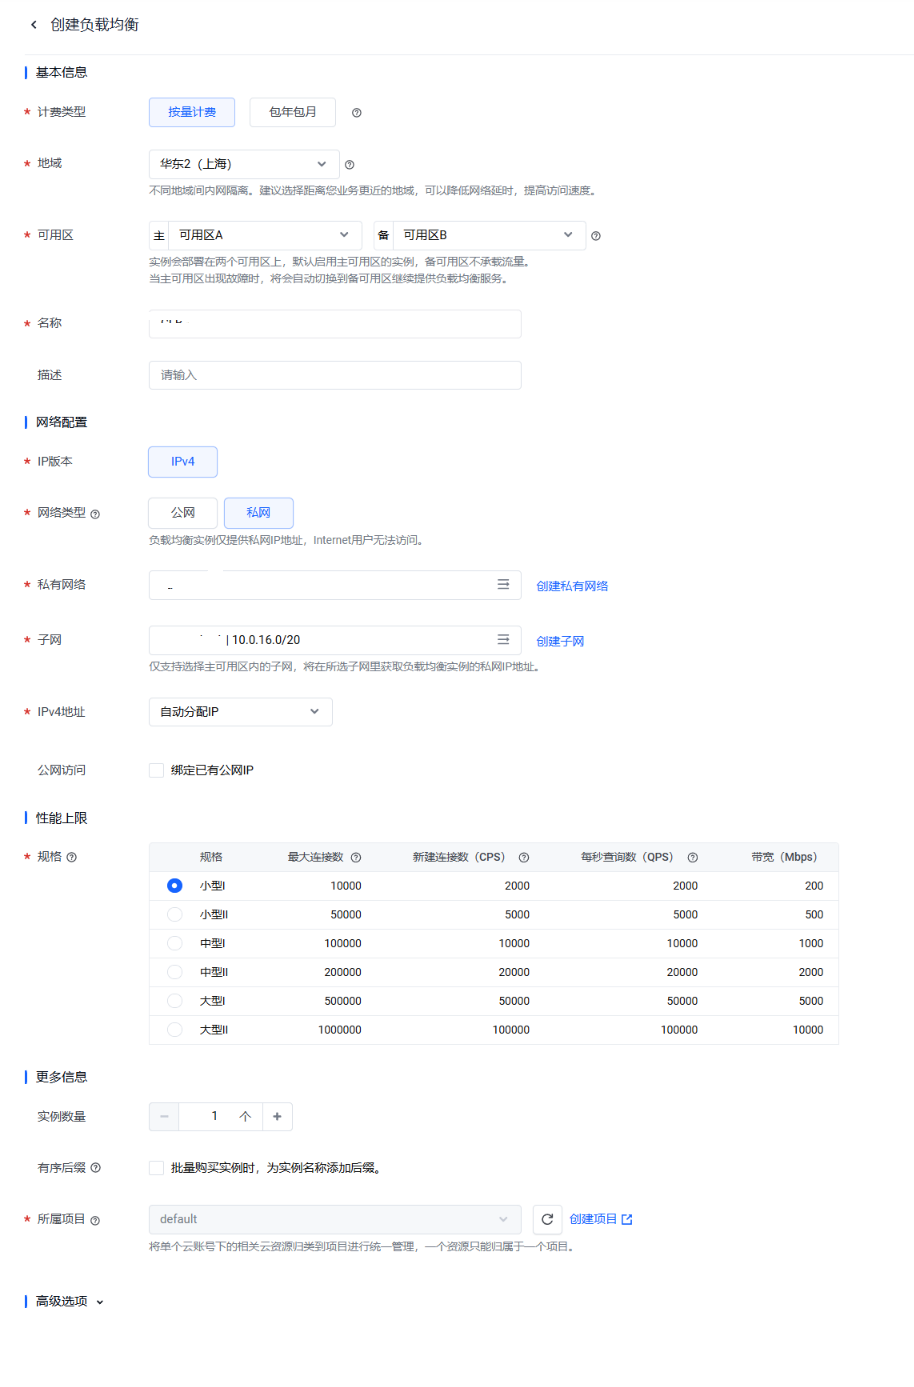 创建负载均衡
基本信息
* 计费类型 按量计费 包年包月
* 地域 华东2（上海）
不同地域间内网隔离。建议选择距离您业务更近的地域，可以降低网络延时，提高访问速度。
* 可用区 主 可用区A 备 可用区B
实例会部署在两个可用区上，默认启用主可用区的实例，备可用区不承载流量。
当主可用区出现故障时，将会自动切换到备可用区继续提供负载均衡服务。
* 名称
描述 请输入
网络配置
* IP版本 IPv4
* 网络类型 公网 私网
负载均衡实例仅提供私网IP地址，Internet用户无法访问。
* 私有网络 创建私有网络
* 子网 | 10.0.16.0/20 创建子网
仅支持选择主可用区内的子网，将在所选子网里获取负载均衡实例的私网IP地址。
* IPv4地址 自动分配IP
公网访问 绑定已有公网IP
性能上限
* 规格 规格 最大连接数 新建连接数（CPS） 每秒查询数（QPS） 带宽（Mbps）
小型I 10000 2000 2000 200
小型II 50000 5000 5000 500
中型I 100000 10000 10000 1000
中型II 200000 20000 20000 2000
大型I 500000 50000 50000 5000
大型II 1000000 100000 100000 10000
更多信息
实例数量 − 1 个 +
有序后缀 批量购买实例时，为实例名称添加后缀。
* 所属项目 default 创建项目
将单个云账号下的相关云资源归类到项目进行统一管理，一个资源只能归属于一个项目。
高级选项